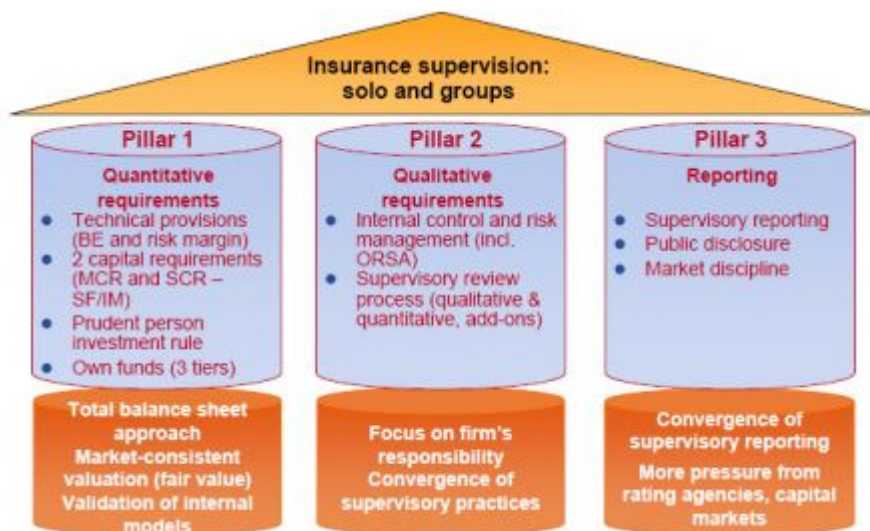 Insurance supervision:
solo and groups
Pillar 1
Quantitative
requirements
Technical provisions
(BE and risk margin)
2 capital requirements
(MCR and SCR –
SF/IM)
Prudent person
investment rule
Own funds (3 tiers)
Total balance sheet
approach
Market-consistent
valuation (fair value)
Validation of internal
models
Pillar 2
Qualitative
requirements
Internal control and risk
management (incl.
ORSA)
Supervisory review
process (qualitative &
quantitative, add-ons)
Focus on firm's
responsibility
Convergence of
supervisory practices
Pillar 3
Reporting
Supervisory reporting
Public disclosure
Market discipline
Convergence of
supervisory reporting
More pressure from
rating agencies, capital
markets